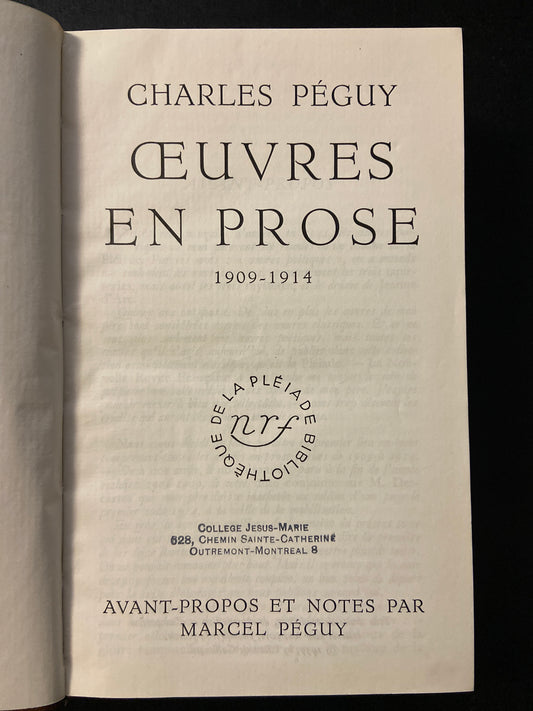 CHARLES PÉGUY
ŒUVRES
EN PROSE
1909-1914
BIBLIOTHÈQUE DE LA PLÉIADE
nrf
COLLEGE JESUS-MARIE
628, CHEMIN SAINTE-CATHERINE
OUTREMONT-MONTREAL 8
AVANT-PROPOS ET NOTES PAR
MARCEL PÉGUY